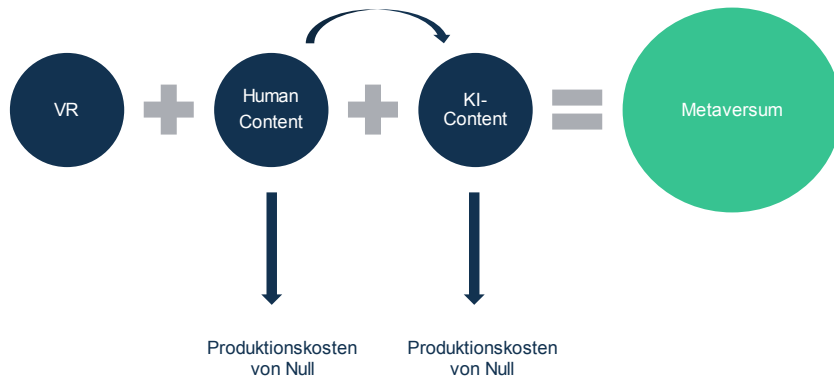 VR
Human
Content
KI-
Content
Metaversum
Produktionskosten
von Null
Produktionskosten
von Null